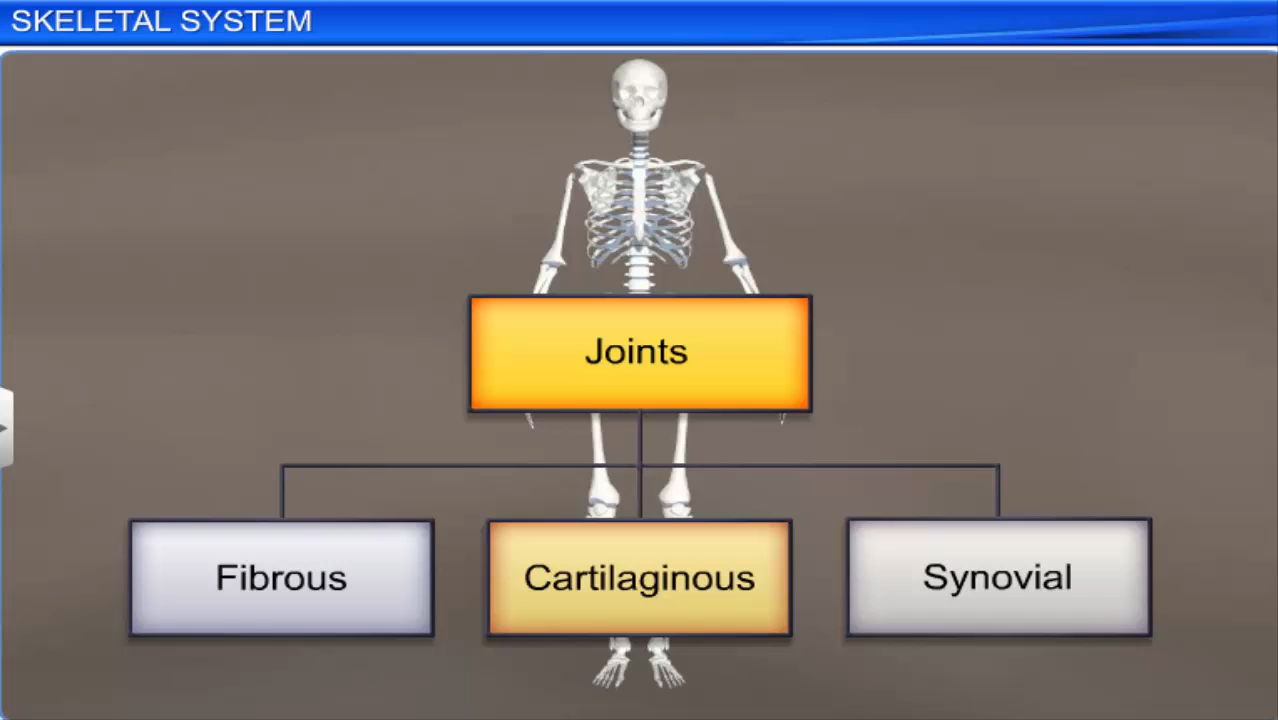 SKELETAL SYSTEM
Joints
Fibrous
Cartilaginous
Synovial